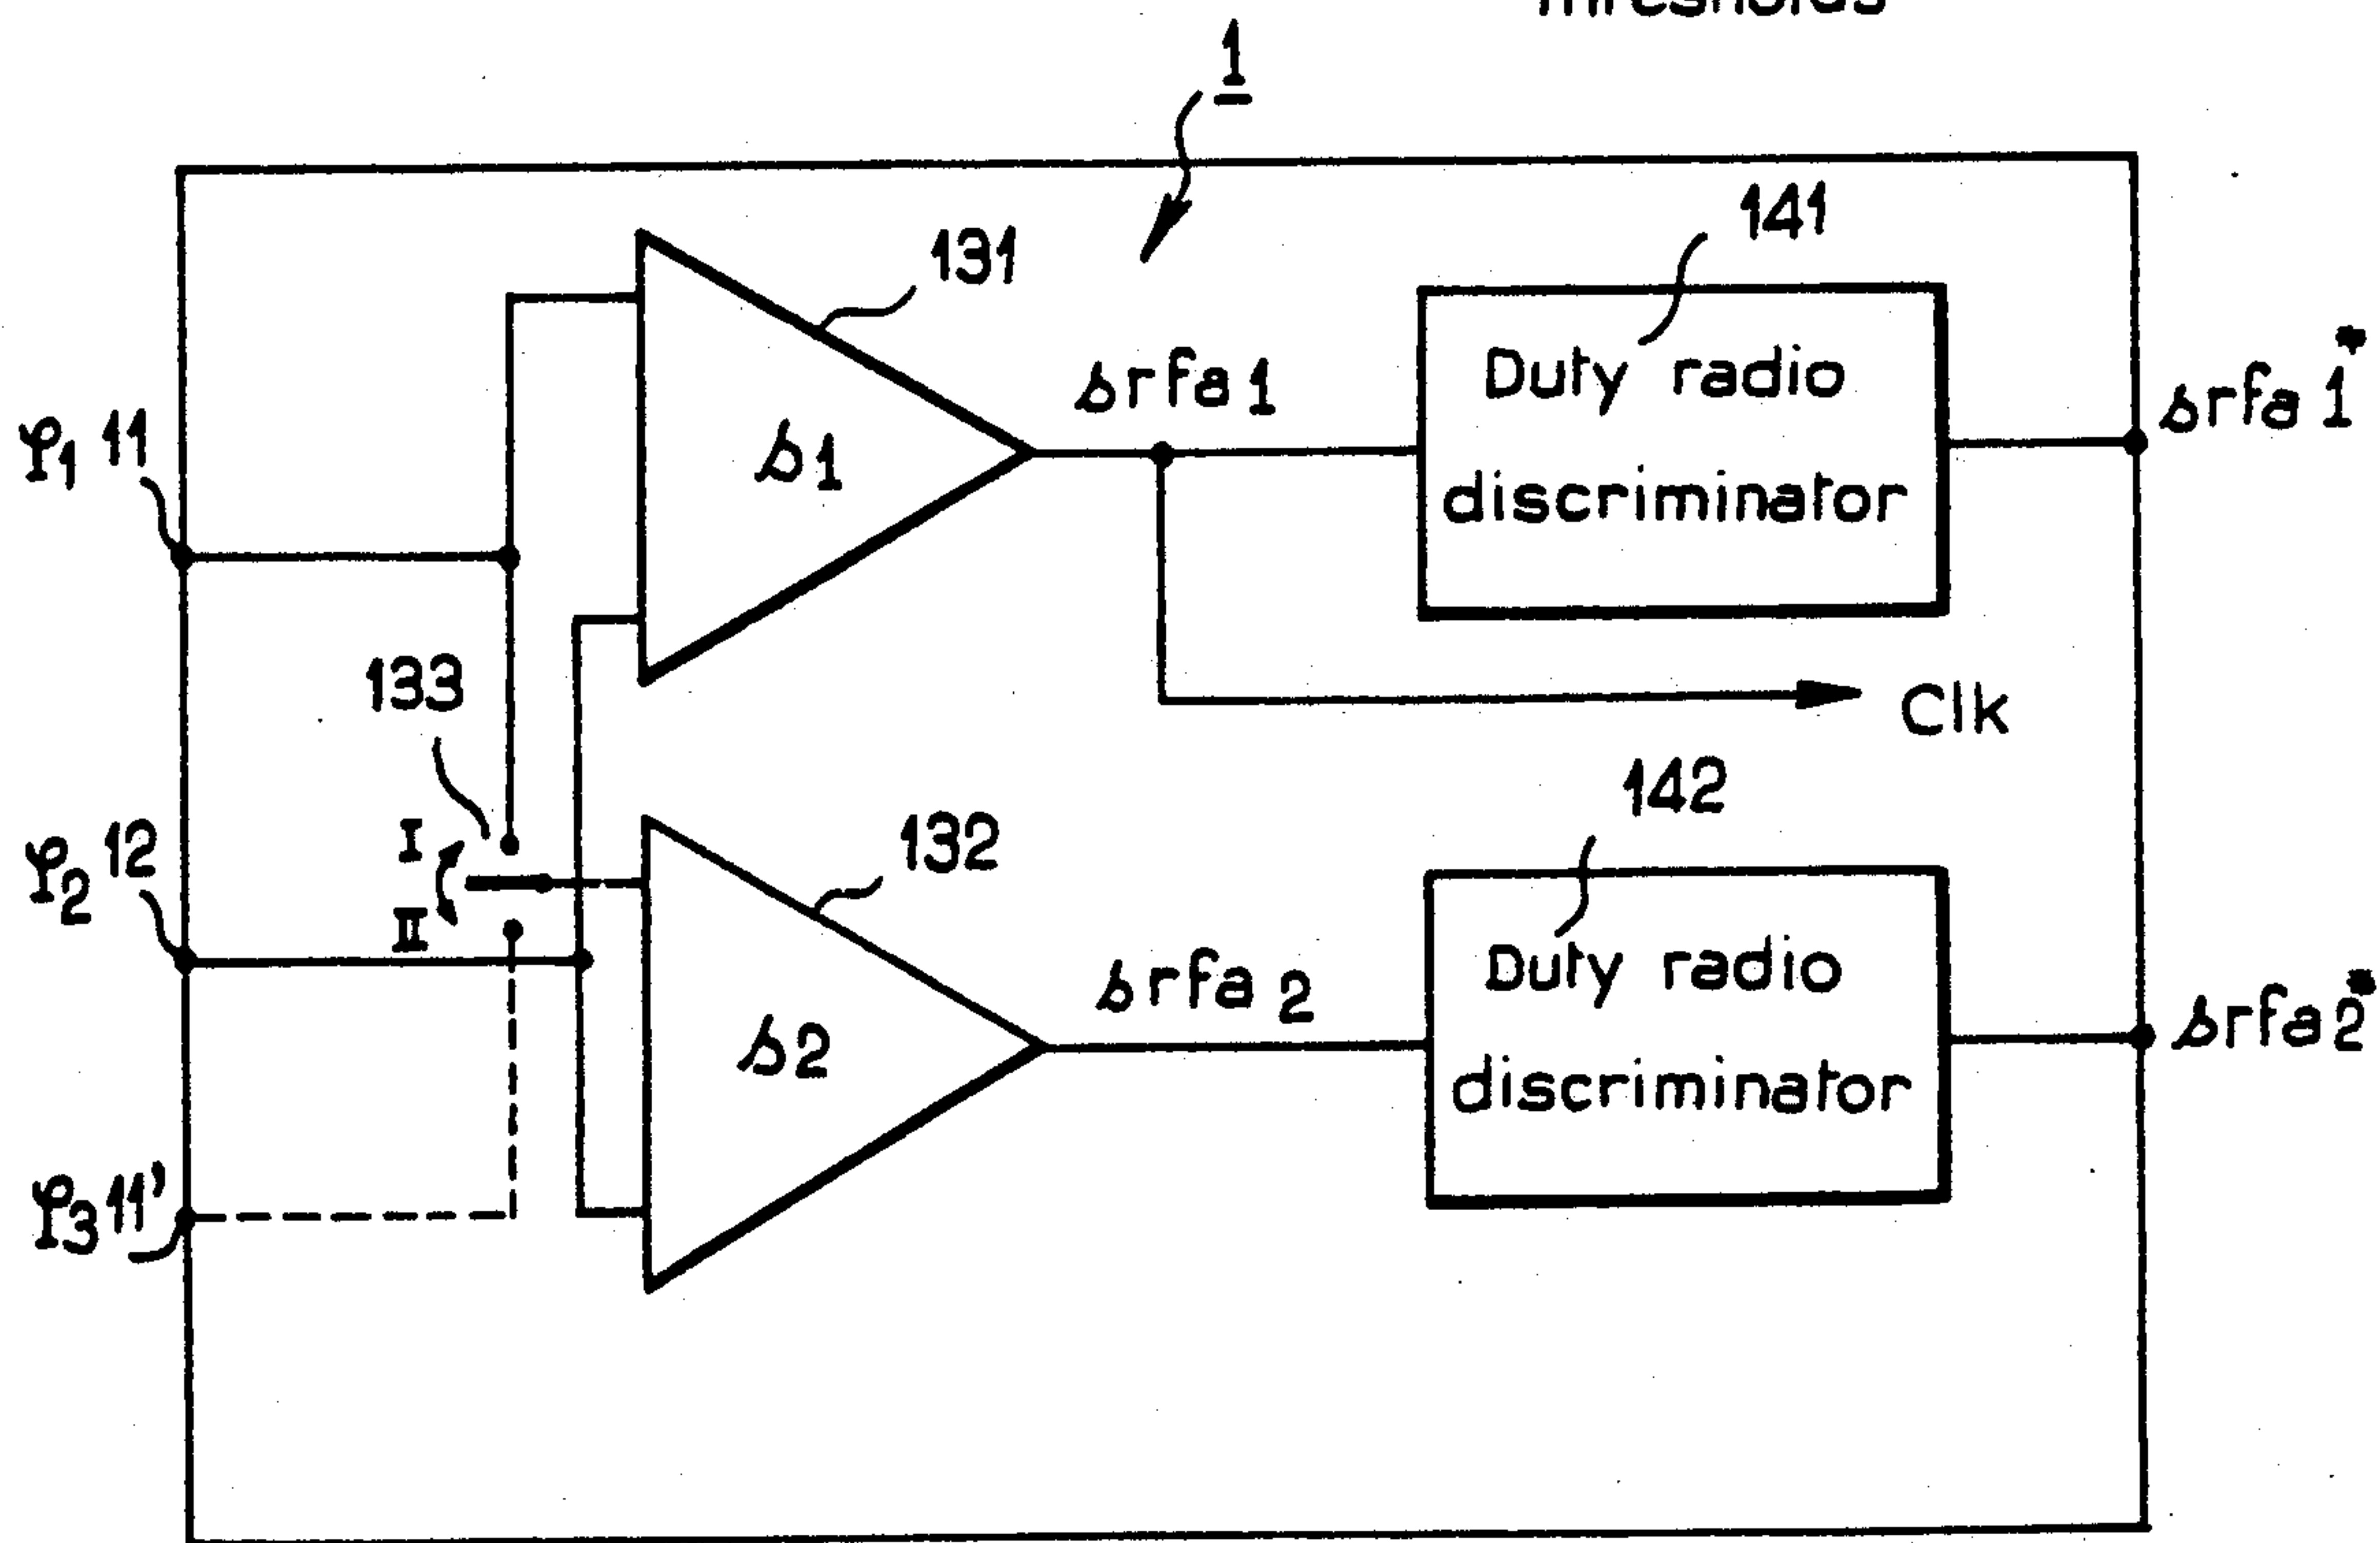 1
131
141
Duty radio
discriminator
srfa 1
srfa 1*
φ1 11
133
Clk
I
II
132
142
φ2 12
Duty radio
discriminator
srfa 2
srfa 2*
s1
s2
φ3 11'